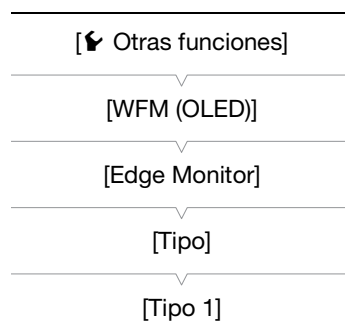 [ Otras funciones]
[WFM (OLED)]
[Edge Monitor]
[Tipo]
[Tipo 1]